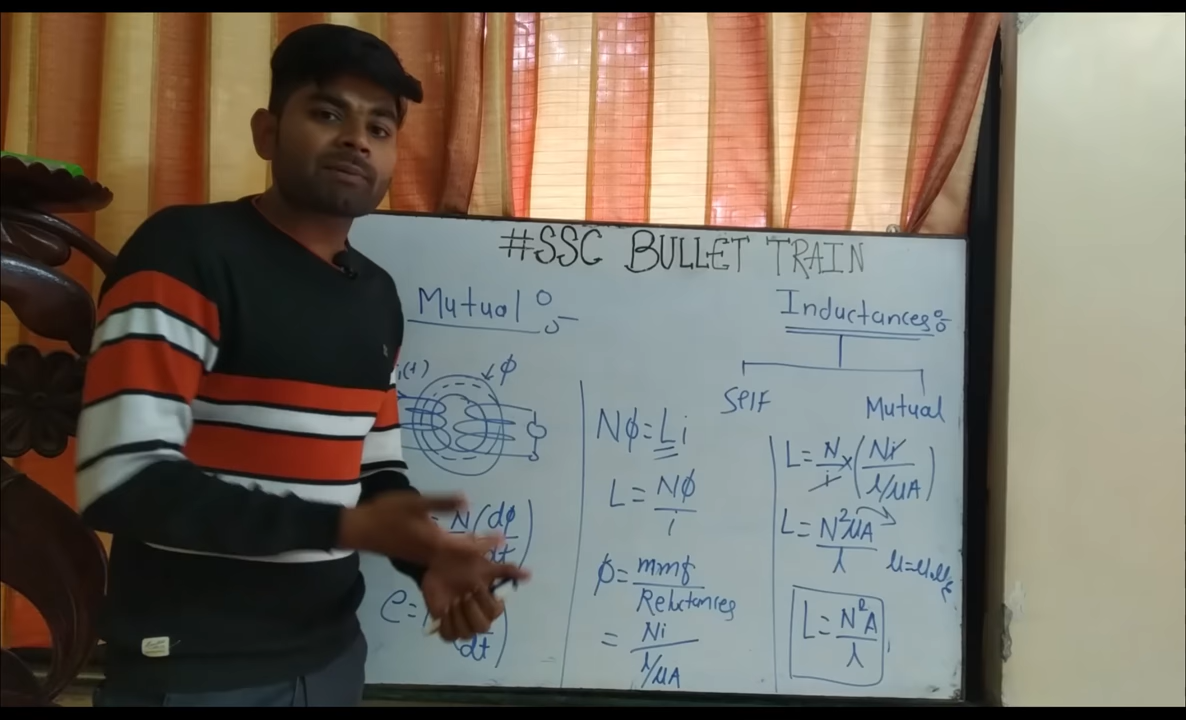 #SSC BULLET TRAIN
Mutual :-
i(t)
ϕ
N(dϕ
dt)
e=
dt)
Nϕ=Li
L=Nϕ/i
ϕ=mmf/Reluctances
=Ni/l/μA
Inductances:-
Self
Mutual
L=N/i×(Ni/l/μA)
L=N²μA/l
L=N²A/l